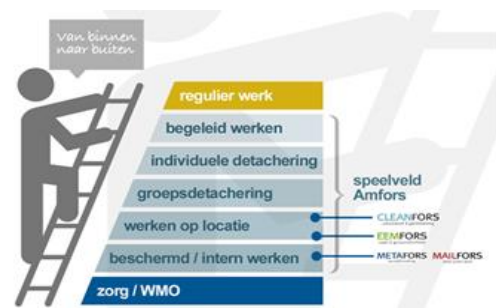 Van binnen
naar buiten
regulier werk
begeleid werken
individuele detachering
groepsdetachering
werken op locatie
beschermd / intern werken
zorg / WMO
speelveld
Amfors
CLEANFORS
EEMFORS
METAFORS MAILFORS